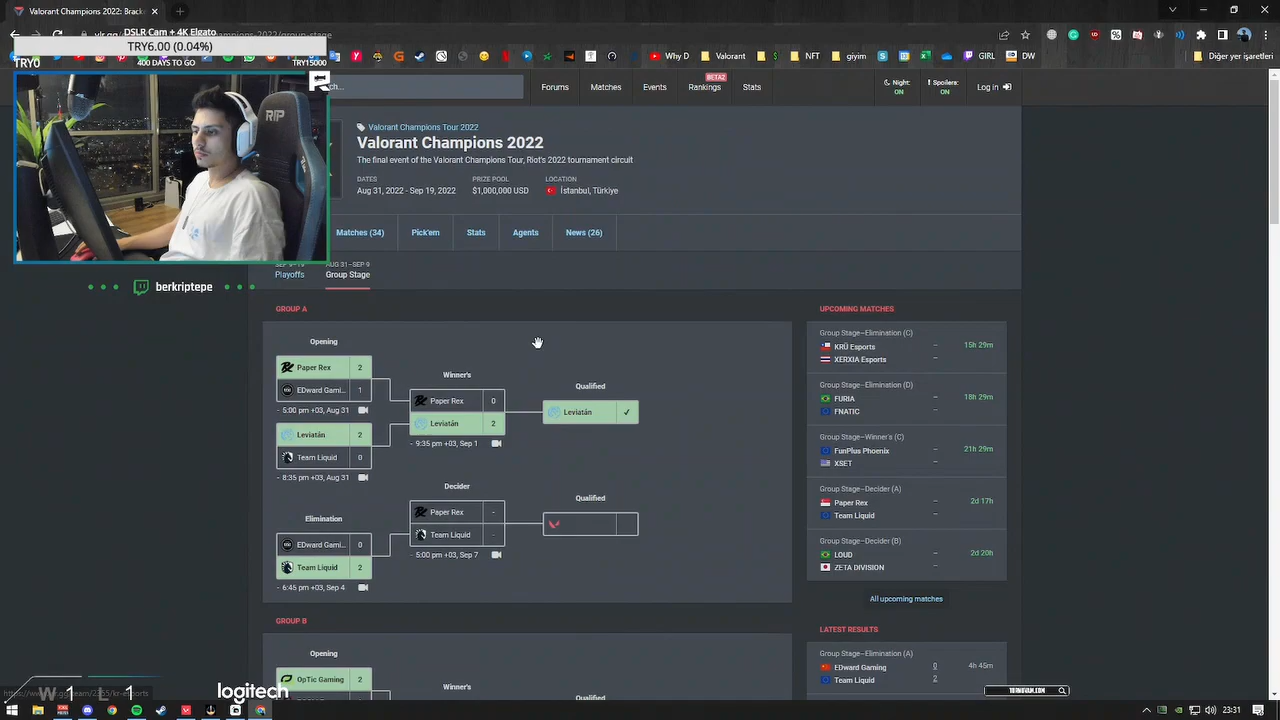 Valorant Champions 2022: Brack
DSLR Cam + 4K Elgato
TRY6.00 (0.04%)
TRY0
400 DAYS TO GO
TRY15000
2022/group-stage
Why D
Valorant
NFT
giyim
GIRL
DW
Diğer yer işaretleri
Forums
Matches
Events
Rankings
BETA2
Stats
Night:
ON
Spoilers:
ON
Log in
RIP
Valorant Champions Tour 2022
Valorant Champions 2022
The final event of the Valorant Champions Tour, Riot's 2022 tournament circuit
DATES
Aug 31, 2022 - Sep 19, 2022
PRIZE POOL
$1,000,000 USD
LOCATION
İstanbul, Türkiye
Matches (34)
Pick'em
Stats
Agents
News (26)
Playoffs
AUG 31—SEP 9
Group Stage
berkriptepe
GROUP A
Opening
Paper Rex 2
EDward Gami... 1
5:00 pm +03, Aug 31
Leviatán 2
Team Liquid 0
8:35 pm +03, Aug 31
Winner's
Paper Rex 0
Leviatán 2
9:35 pm +03, Sep 1
Qualified
Leviatán ✓
Elimination
EDward Gami... 0
Team Liquid 2
6:45 pm +03, Sep 4
Decider
Paper Rex -
Team Liquid -
5:00 pm +03, Sep 7
Qualified
GROUP B
Opening
OpTic Gaming 2
Winner's
Qualified
UPCOMING MATCHES
Group Stage–Elimination (C)
KRÜ Esports –
XERXIA Esports –
15h 29m
Group Stage–Elimination (D)
FURIA –
FNATIC –
18h 29m
Group Stage–Winner's (C)
FunPlus Phoenix –
XSET –
21h 29m
Group Stage–Decider (A)
Paper Rex –
Team Liquid –
2d 17h
Group Stage–Decider (B)
LOUD –
ZETA DIVISION –
2d 20h
All upcoming matches
LATEST RESULTS
Group Stage–Elimination (A)
EDward Gaming 0
Team Liquid 2
4h 45m
W 1 L 1
logitech
23:31